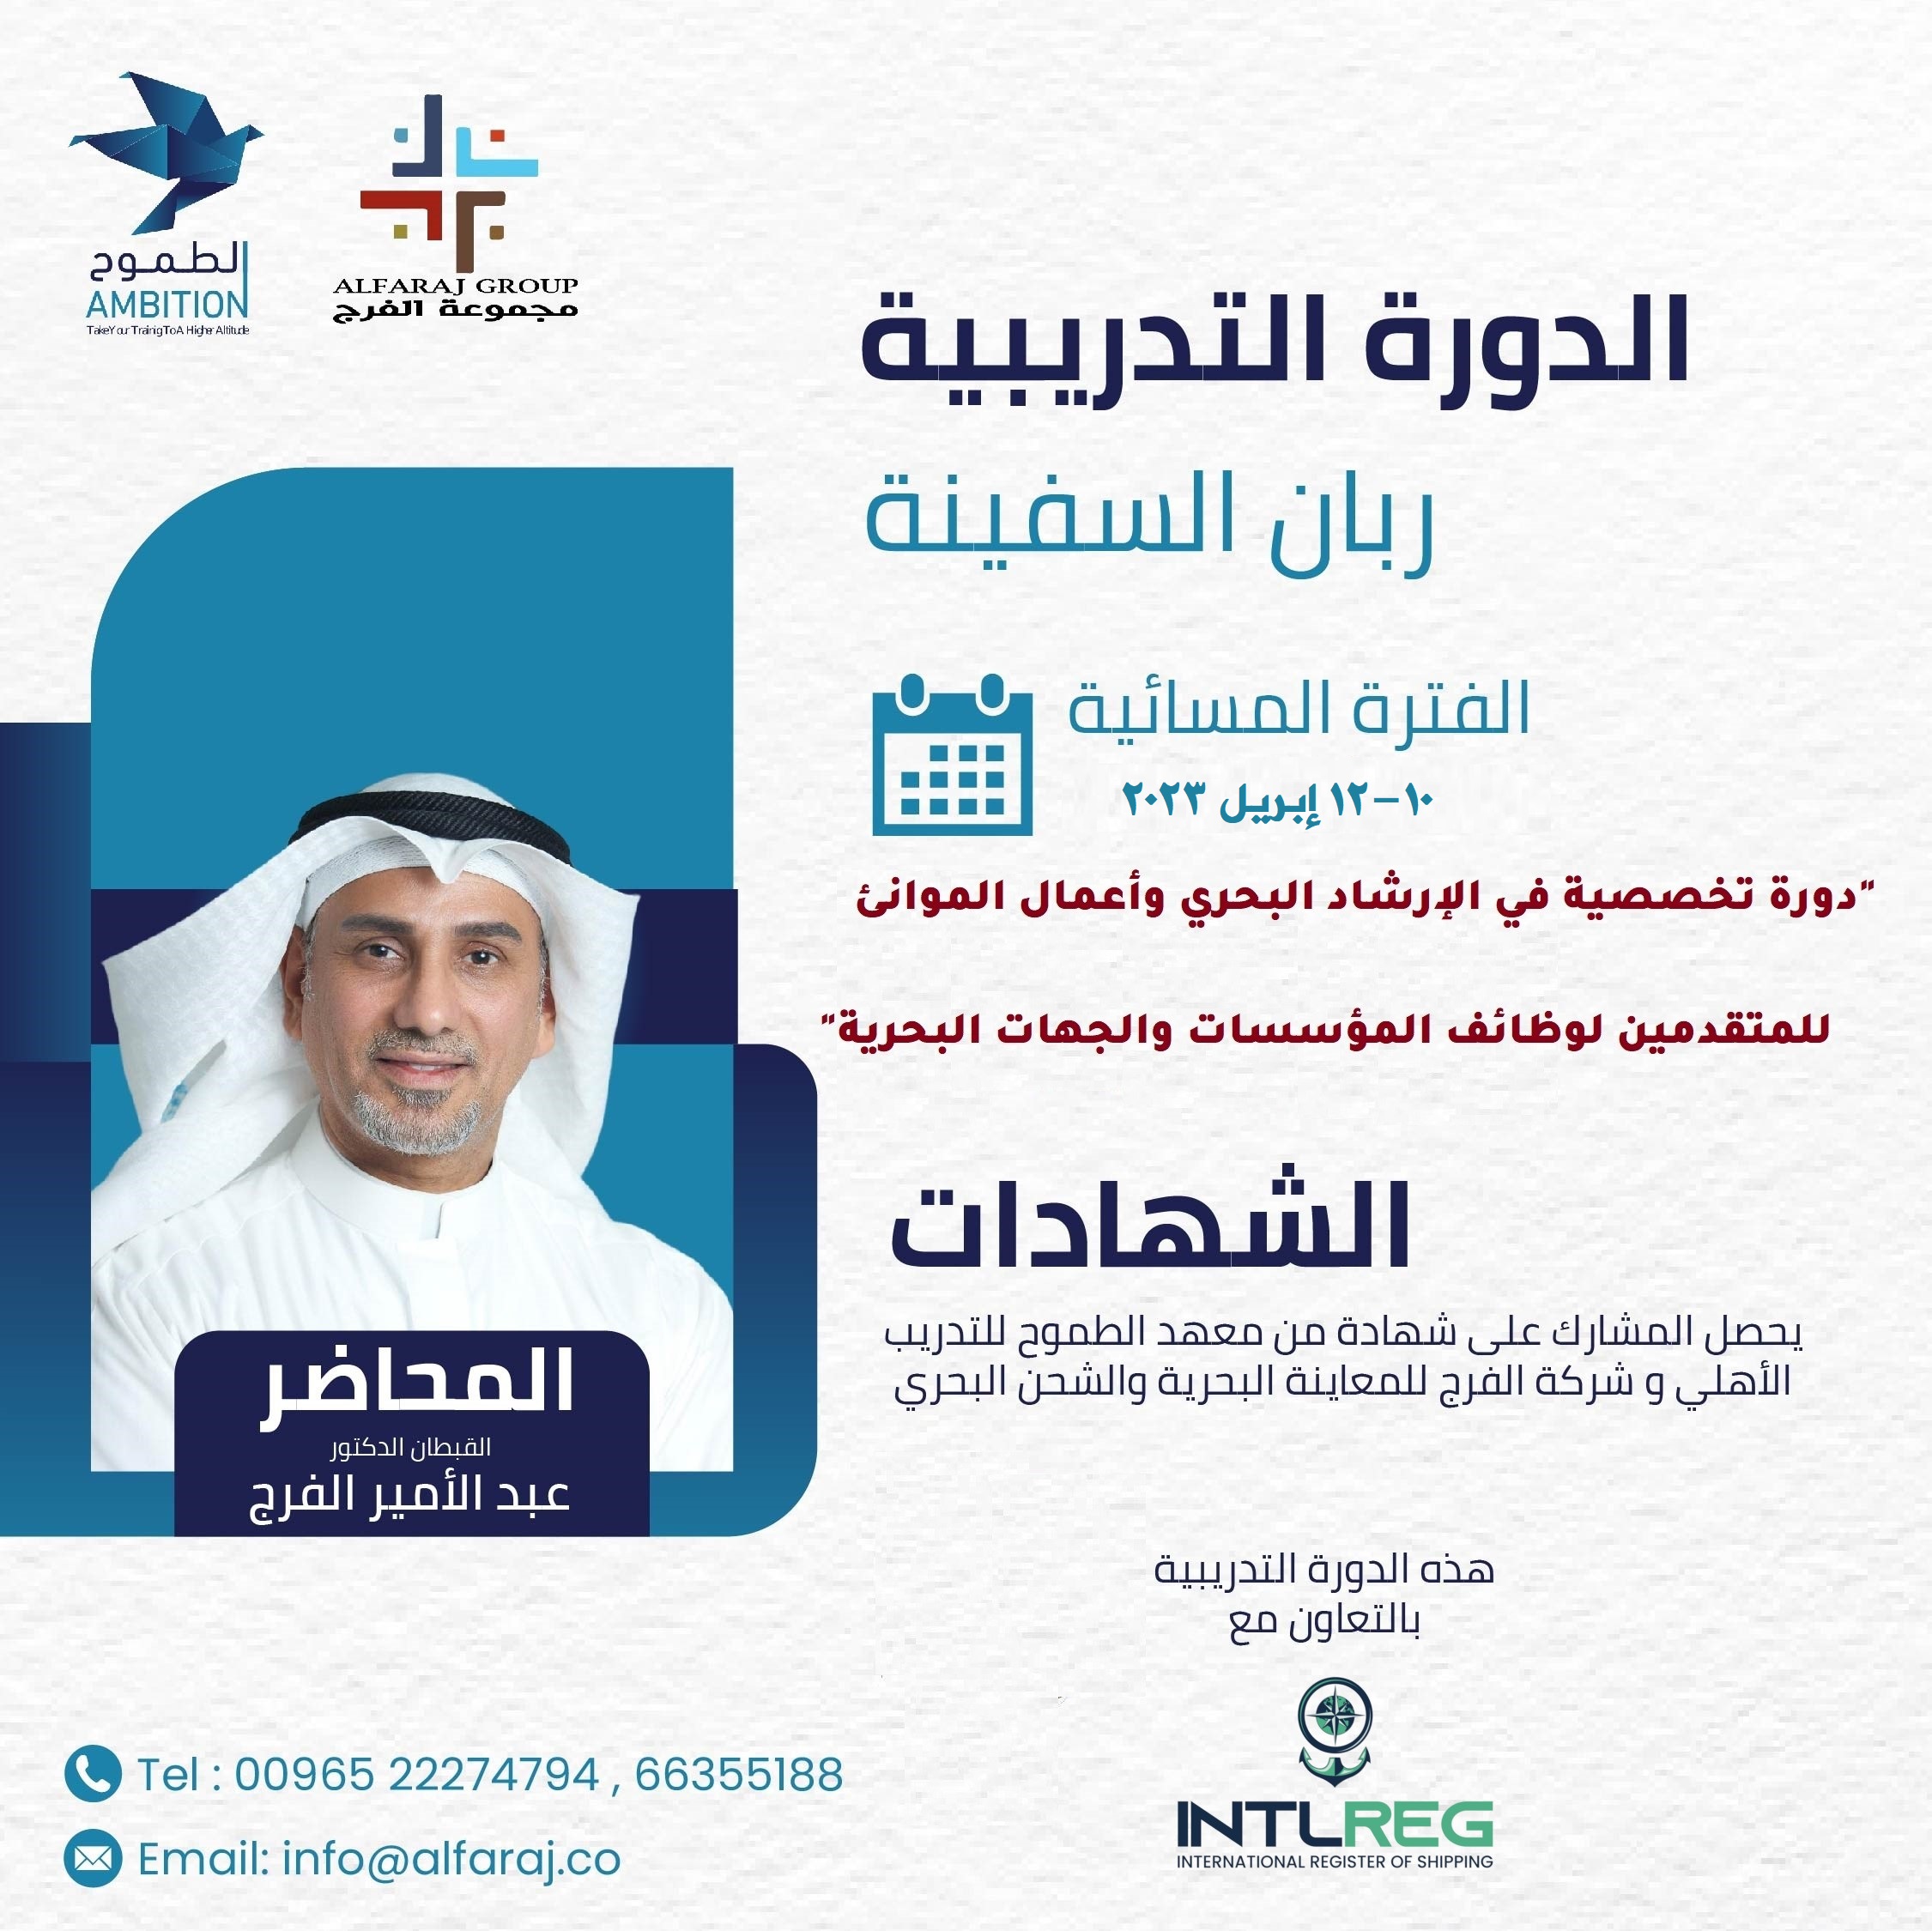 الطموح
AMBITION
TakeYour TrainigToA Higher Altitude
ALFARAJ GROUP
مجموعة الفرج
الدورة التدريبية
ربان السفينة
الفترة المسائية
١٠-١٢ إبريل ٢٠٢٣
"دورة تخصصية في الإرشاد البحري وأعمال الموانئ
للمتقدمين لوظائف المؤسسات والجهات البحرية"
الشهادات
يحصل المشارك على شهادة من معهد الطموح للتدريب
الأهلي و شركة الفرج للمعاينة البحرية والشحن البحري
المحاضر
القبطان الدكتور
عبد الأمير الفرج
هذه الدورة التدريبية
بالتعاون مع
INTLREG
INTERNATIONAL REGISTER OF SHIPPING
Tel : 00965 22274794 , 66355188
Email: info@alfaraj.co